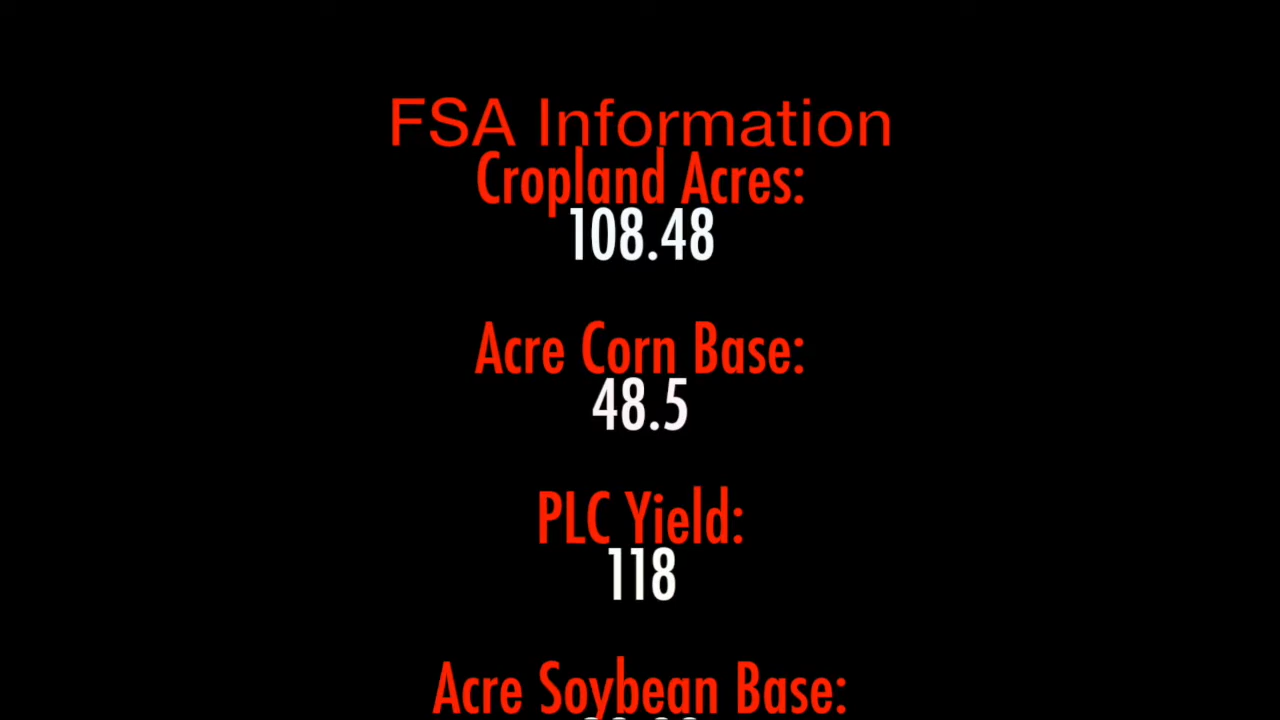 FSA Information
Cropland Acres:
108.48
Acre Corn Base:
48.5
PLC Yield:
118
Acre Soybean Base: